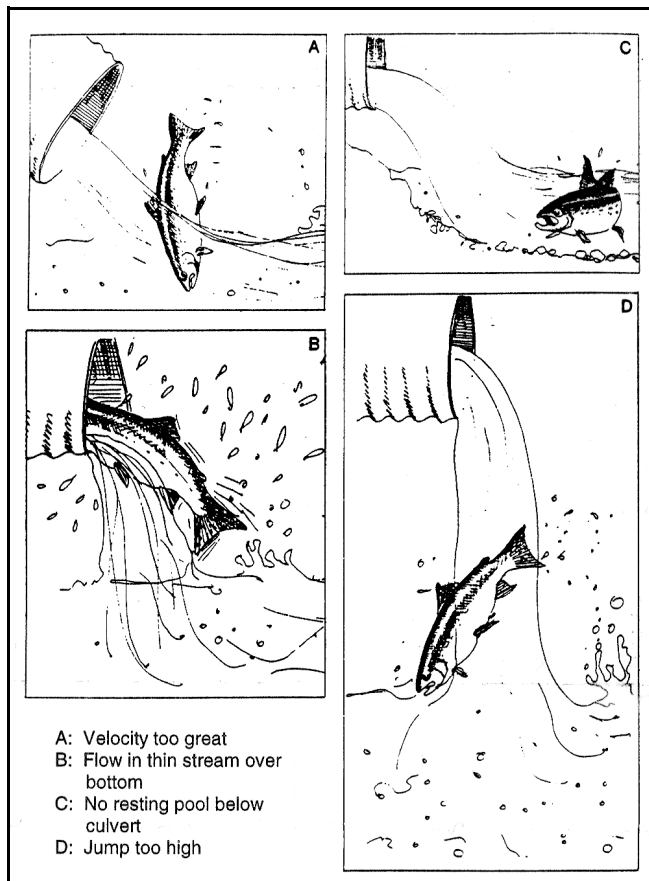 A
C
B
D
A: Velocity too great
B: Flow in thin stream over
bottom
C: No resting pool below
culvert
D: Jump too high